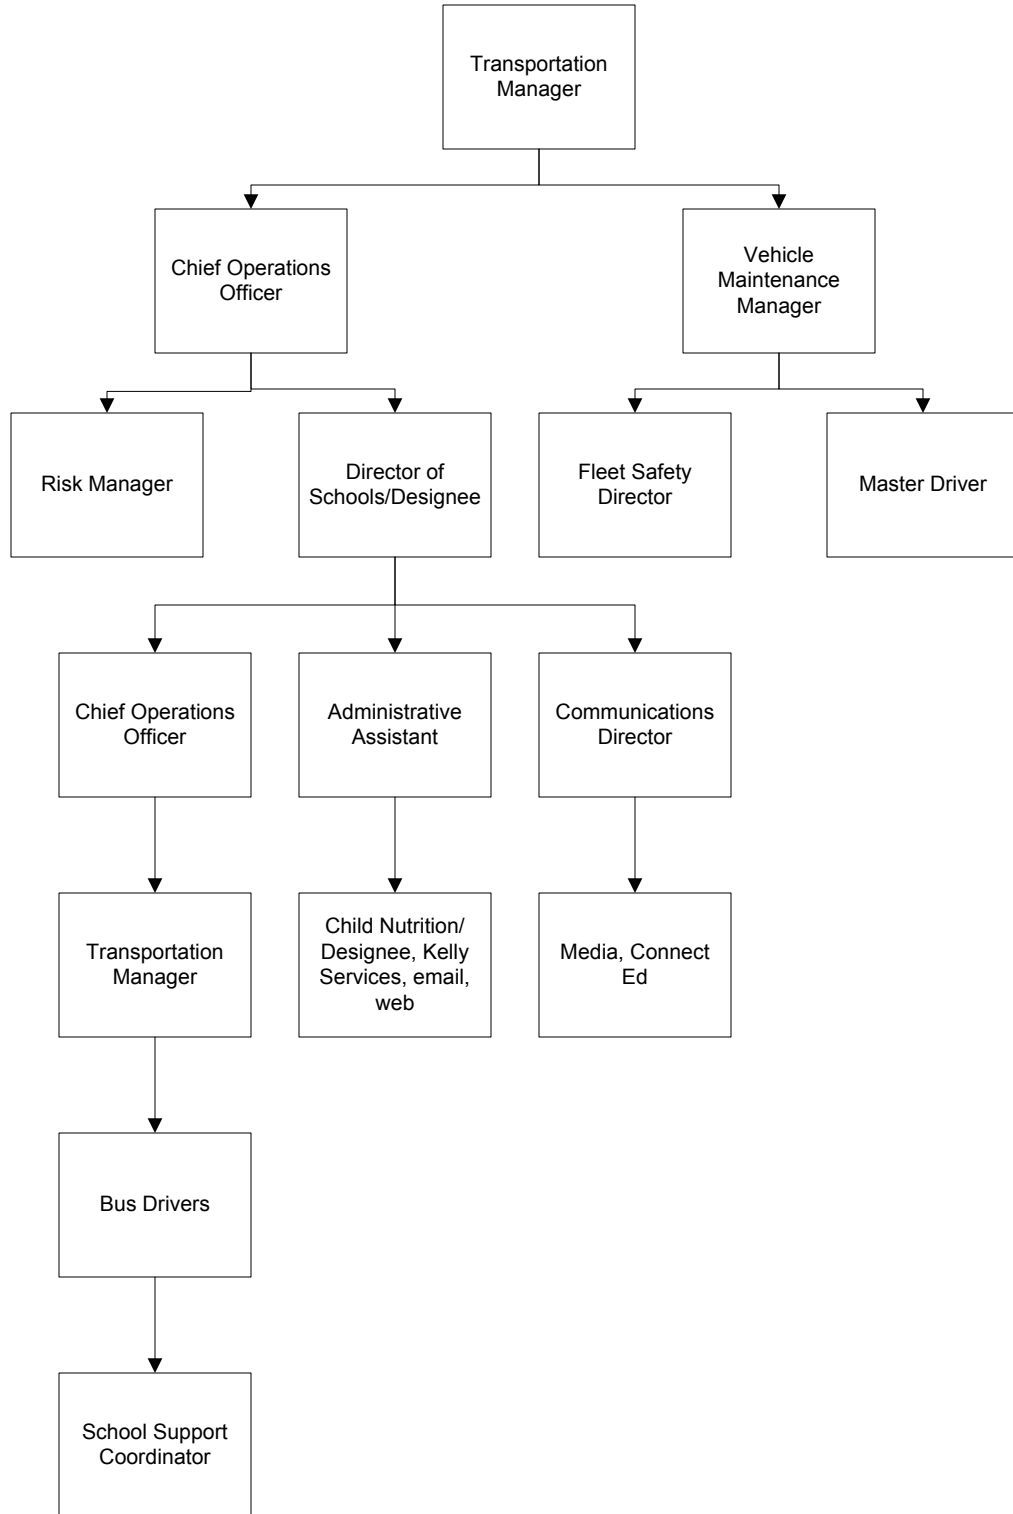 Transportation
Manager
Chief Operations
Officer
Vehicle
Maintenance
Manager
Risk Manager
Director of
Schools/Designee
Fleet Safety
Director
Master Driver
Chief Operations
Officer
Administrative
Assistant
Communications
Director
Transportation
Manager
Child Nutrition/
Designee, Kelly
Services, email,
web
Media, Connect
Ed
Bus Drivers
School Support
Coordinator